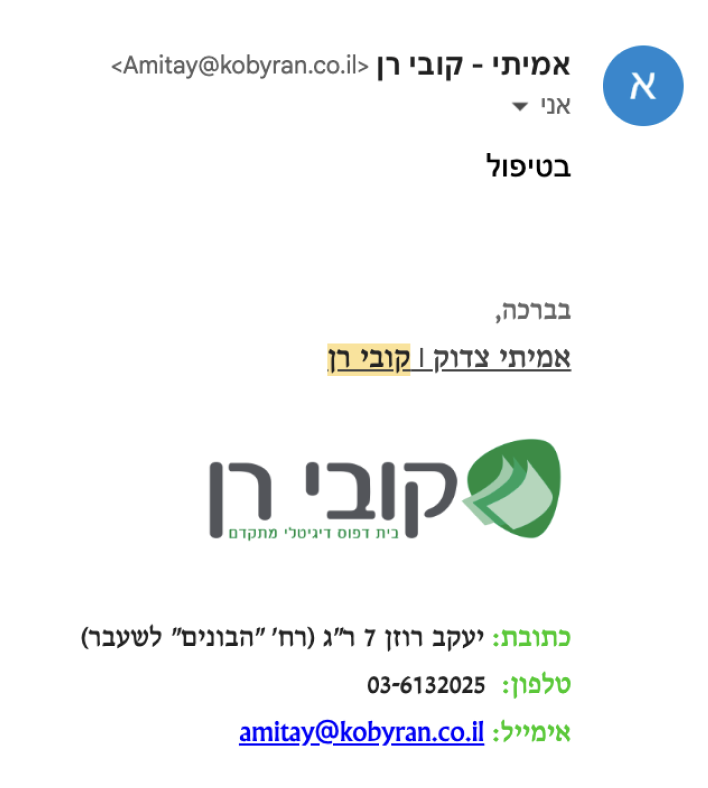 אמיתי - קובי רן <Amitay@kobyran.co.il>
א
אני
בטיפול
בברכה,
אמיתי צדוק | קובי רן
קובי רן
בית דפוס דיגיטלי מתקדם
כתובת: יעקב רוזן 7 ר"ג (רח' "הבונים" לשעבר)
טלפון: 03-6132025
אימייל: amitay@kobyran.co.il